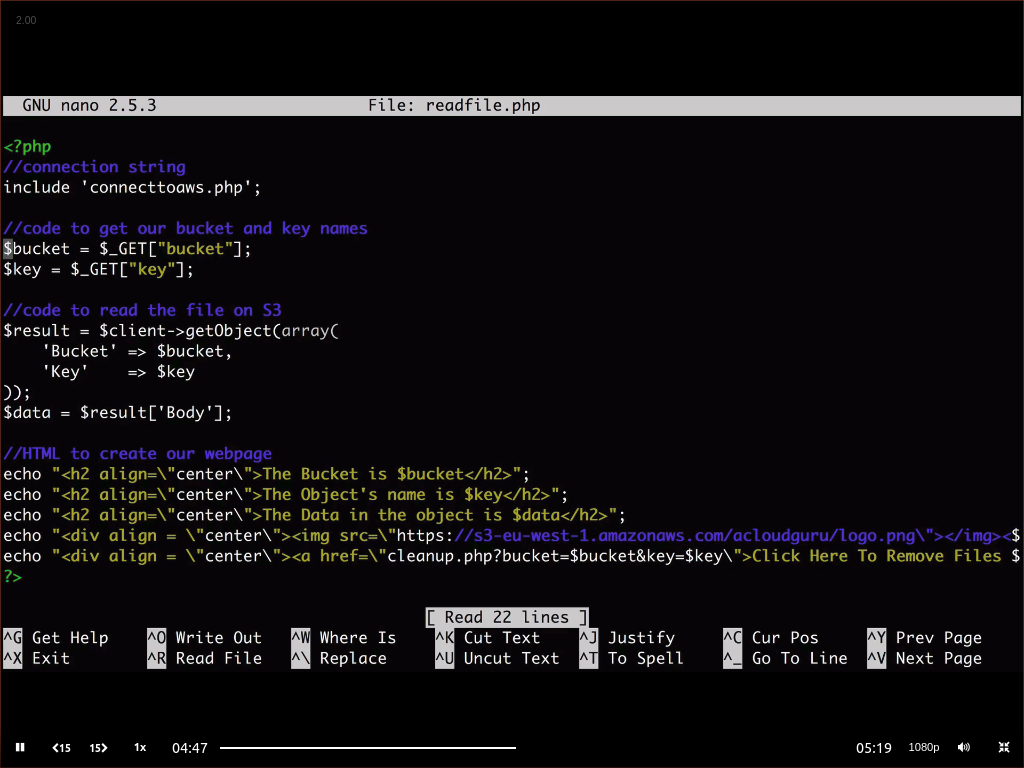 2.00
GNU nano 2.5.3 File: readfile.php
<?php
//connection string
include 'connecttoaws.php';
//code to get our bucket and key names
$bucket = $_GET["bucket"];
$key = $_GET["key"];
//code to read the file on S3
$result = $client->getObject(array(
    'Bucket' => $bucket,
    'Key'    => $key
));
$data = $result['Body'];
//HTML to create our webpage
echo "<h2 align=\"center\">The Bucket is $bucket</h2>";
echo "<h2 align=\"center\">The Object's name is $key</h2>";
echo "<h2 align=\"center\">The Data in the object is $data</h2>";
echo "<div align = \"center\"><img src=\"https://s3-eu-west-1.amazonaws.com/acloudguru/logo.png\"></img><$
echo "<div align = \"center\"><a href=\"cleanup.php?bucket=$bucket&key=$key\">Click Here To Remove Files $
?>
[ Read 22 lines ]
^G Get Help ^O Write Out ^W Where Is ^K Cut Text ^J Justify ^C Cur Pos ^Y Prev Page
^X Exit ^R Read File ^\ Replace ^U Uncut Text ^T To Spell ^_ Go To Line ^V Next Page
15 15 1x 04:47 05:19 1080p